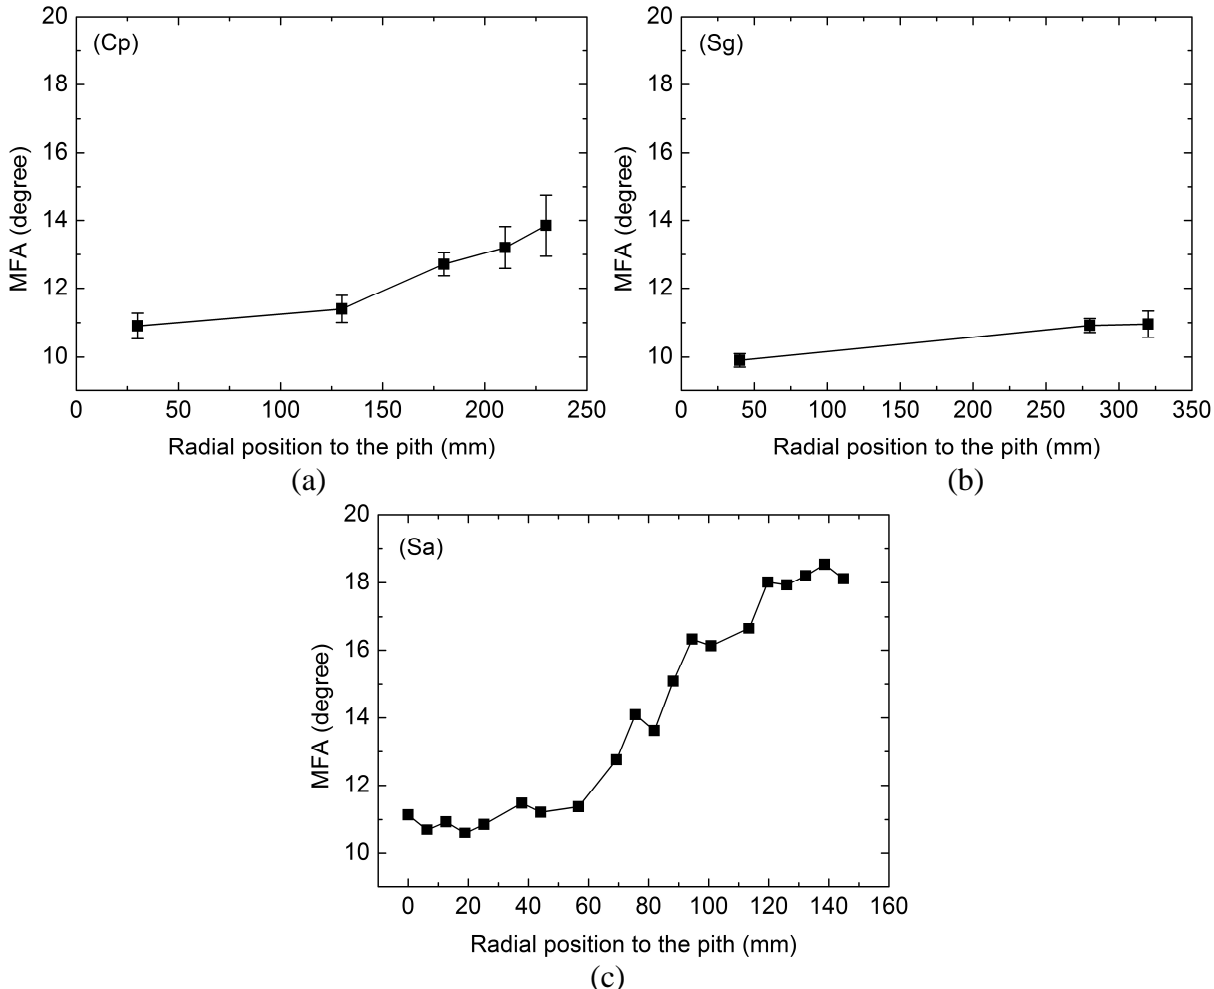 (Cp)
MFA (degree)
20
18
16
14
12
10
0 50 100 150 200 250
Radial position to the pith (mm)
(a)
(Sg)
MFA (degree)
20
18
16
14
12
10
0 50 100 150 200 250 300 350
Radial position to the pith (mm)
(b)
(Sa)
MFA (degree)
20
18
16
14
12
10
0 20 40 60 80 100 120 140 160
Radial position to the pith (mm)
(c)